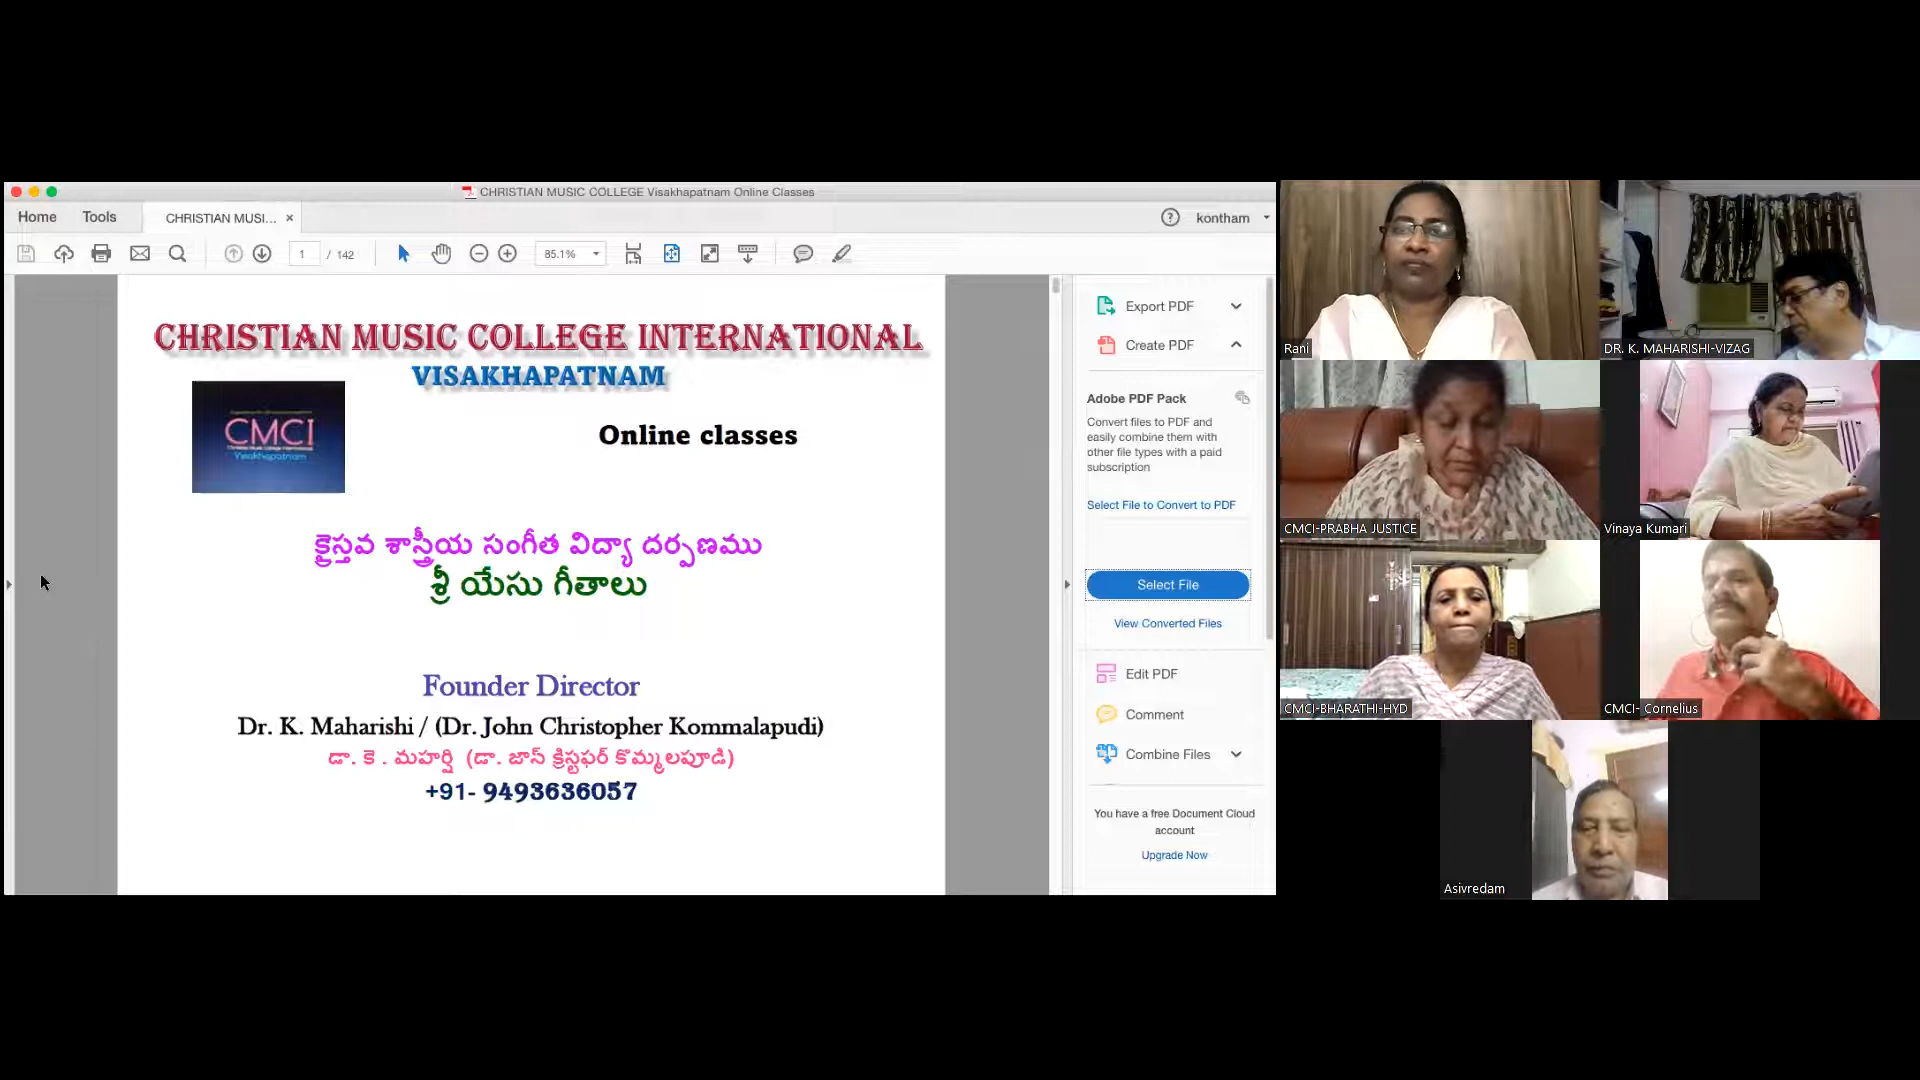 CHRISTIAN MUSIC COLLEGE Visakhapatnam Online Classes
Home Tools CHRISTIAN MUSI... × kontham
1 / 142 85.1%
CHRISTIAN MUSIC COLLEGE INTERNATIONAL
VISAKHAPATNAM
CMCI
Christian Music College International
Visakhapatnam
Online classes
క్రైస్తవ శాస్త్రీయ సంగీత విద్యా దర్పణము
శ్రీ యేసు గీతాలు
Founder Director
Dr. K. Maharishi / (Dr. John Christopher Kommalapudi)
డా. కె . మహర్షి (డా. జాన్ క్రిస్టఫర్ కొమ్మలపూడి)
+91- 9493636057
Export PDF
Create PDF
Adobe PDF Pack
Convert files to PDF and
easily combine them with
other file types with a paid
subscription
Select File to Convert to PDF
Select File
View Converted Files
Edit PDF
Comment
Combine Files
You have a free Document Cloud
account
Upgrade Now
Rani
DR. K. MAHARISHI-VIZAG
CMCI-PRABHA JUSTICE
Vinaya Kumari
CMCI-BHARATHI-HYD
CMCI- Cornelius
Asivredam